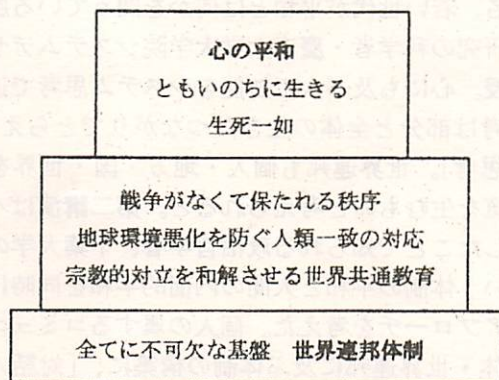 心の平和
ともいのちに生きる
生死一如
戦争がなくて保たれる秩序
地球環境悪化を防ぐ人類一致の対応
宗教的対立を和解させる世界共通教育
全てに不可欠な基盤　世界連邦体制